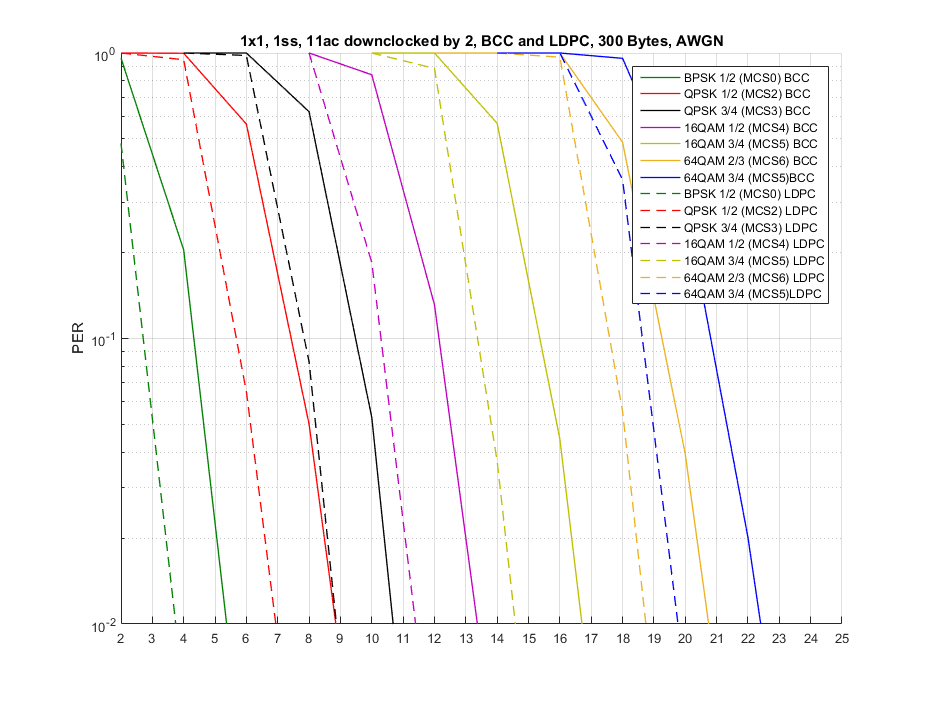 1x1, 1ss, 11ac downclocked by 2, BCC and LDPC, 300 Bytes, AWGN
10^0
10^-1
10^-2
PER
BPSK 1/2 (MCS0) BCC
QPSK 1/2 (MCS2) BCC
QPSK 3/4 (MCS3) BCC
16QAM 1/2 (MCS4) BCC
16QAM 3/4 (MCS5) BCC
64QAM 2/3 (MCS6) BCC
64QAM 3/4 (MCS5)BCC
BPSK 1/2 (MCS0) LDPC
QPSK 1/2 (MCS2) LDPC
QPSK 3/4 (MCS3) LDPC
16QAM 1/2 (MCS4) LDPC
16QAM 3/4 (MCS5) LDPC
64QAM 2/3 (MCS6) LDPC
64QAM 3/4 (MCS5)LDPC
2 3 4 5 6 7 8 9 10 11 12 13 14 15 16 17 18 19 20 21 22 23 24 25